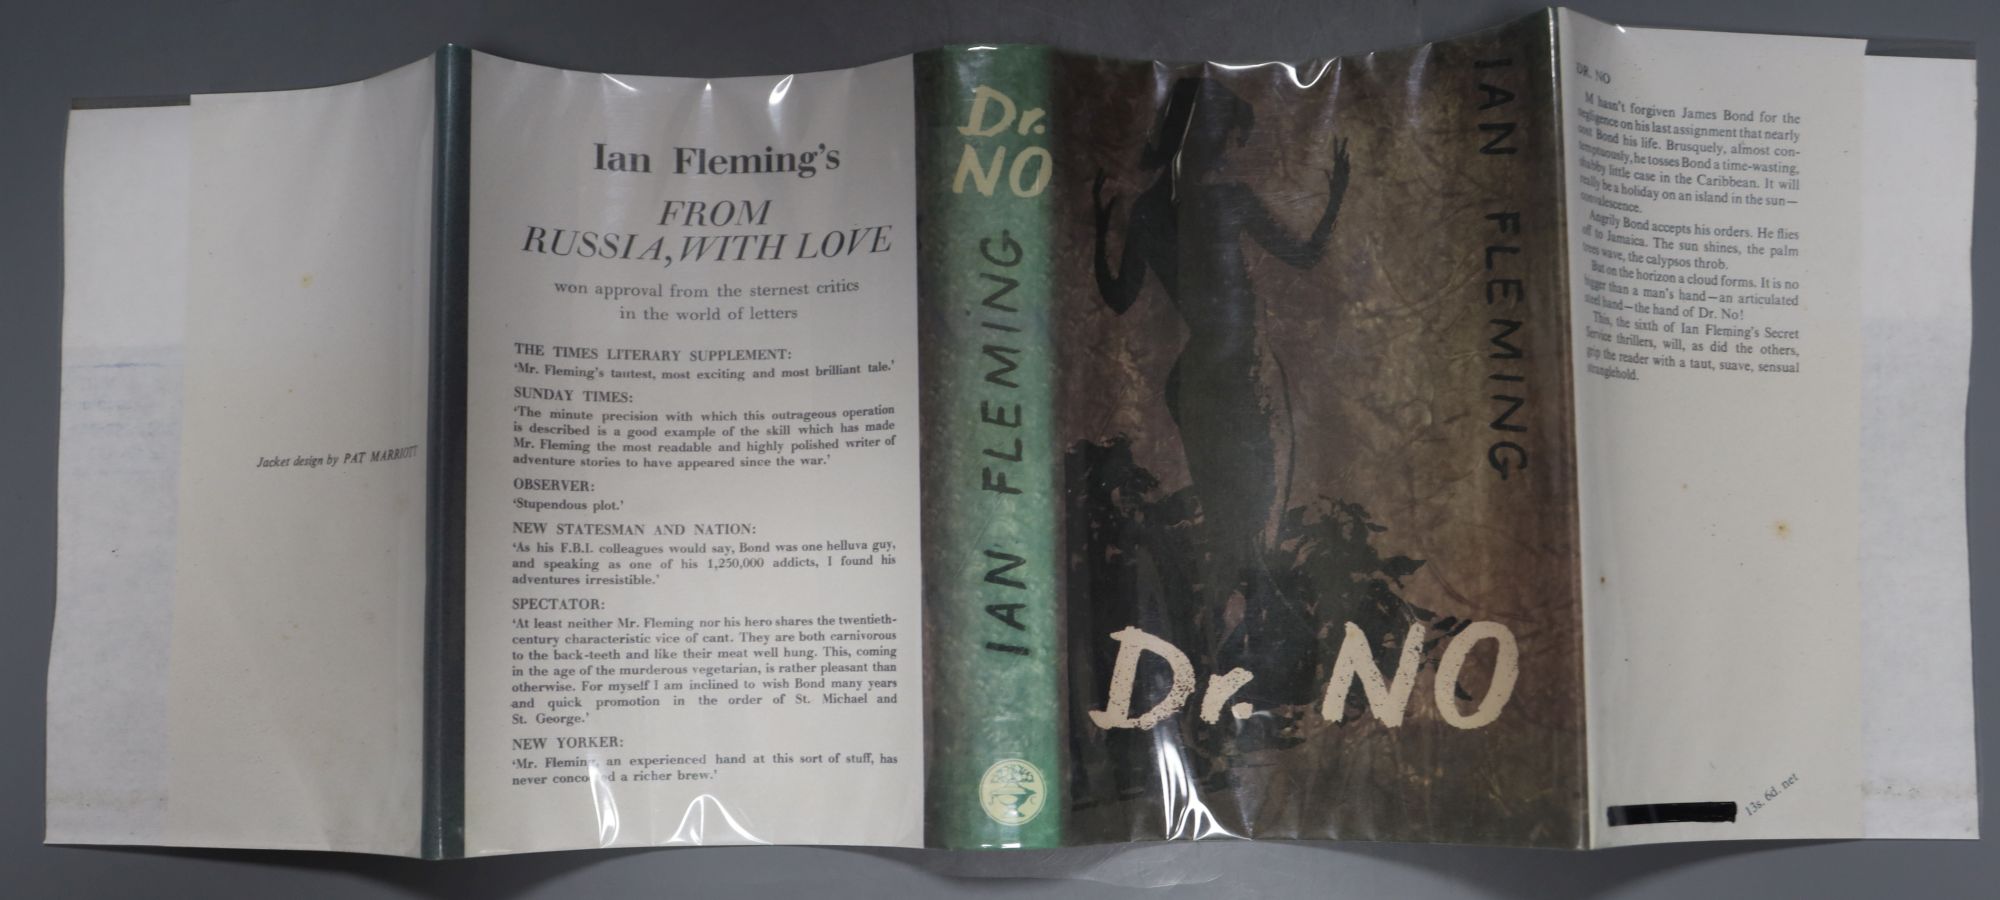 Jacket design by PAT MARRIOTT
Ian Fleming's
FROM
RUSSIA, WITH LOVE
won approval from the sternest critics
in the world of letters
THE TIMES LITERARY SUPPLEMENT:
‘Mr. Fleming's tautest, most exciting and most brilliant tale.’
SUNDAY TIMES:
‘The minute precision with which this outrageous operation
is described is a good example of the skill which has made
Mr. Fleming the most readable and highly polished writer of
adventure stories to have appeared since the war.’
OBSERVER:
‘Stupendous plot.’
NEW STATESMAN AND NATION:
‘As his F.B.I. colleagues would say, Bond was one helluva guy,
and speaking as one of his 1,250,000 addicts, I found his
adventures irresistible.’
SPECTATOR:
‘At least neither Mr. Fleming nor his hero shares the twentieth-
century characteristic vice of cant. They are both carnivorous
to the back-teeth and like their meat well hung. This, coming
in the age of the murderous vegetarian, is rather pleasant than
otherwise. For myself I am inclined to wish Bond many years
and quick promotion in the order of St. Michael and
St. George.’
NEW YORKER:
‘Mr. Fleming, an experienced hand at this sort of stuff, has
never concocted a richer brew.’
Dr.
NO
IAN FLEMING
IAN FLEMING
Dr. NO
DR. NO
M hasn't forgiven James Bond for the
negligence on his last assignment that nearly
cost Bond his life. Brusquely, almost con-
temptuously, he tosses Bond a time-wasting,
shabby little case in the Caribbean. It will
really be a holiday on an island in the sun—
convalescence.
Angrily Bond accepts his orders. He flies
off to Jamaica. The sun shines, the palm
trees wave, the calypsos throb.
But on the horizon a cloud forms. It is no
bigger than a man's hand—an articulated
steel hand—the hand of Dr. No!
This, the sixth of Ian Fleming's Secret
Service thrillers, will, as did the others,
grip the reader with a taut, suave, sensual
stranglehold.
13s. 6d. net